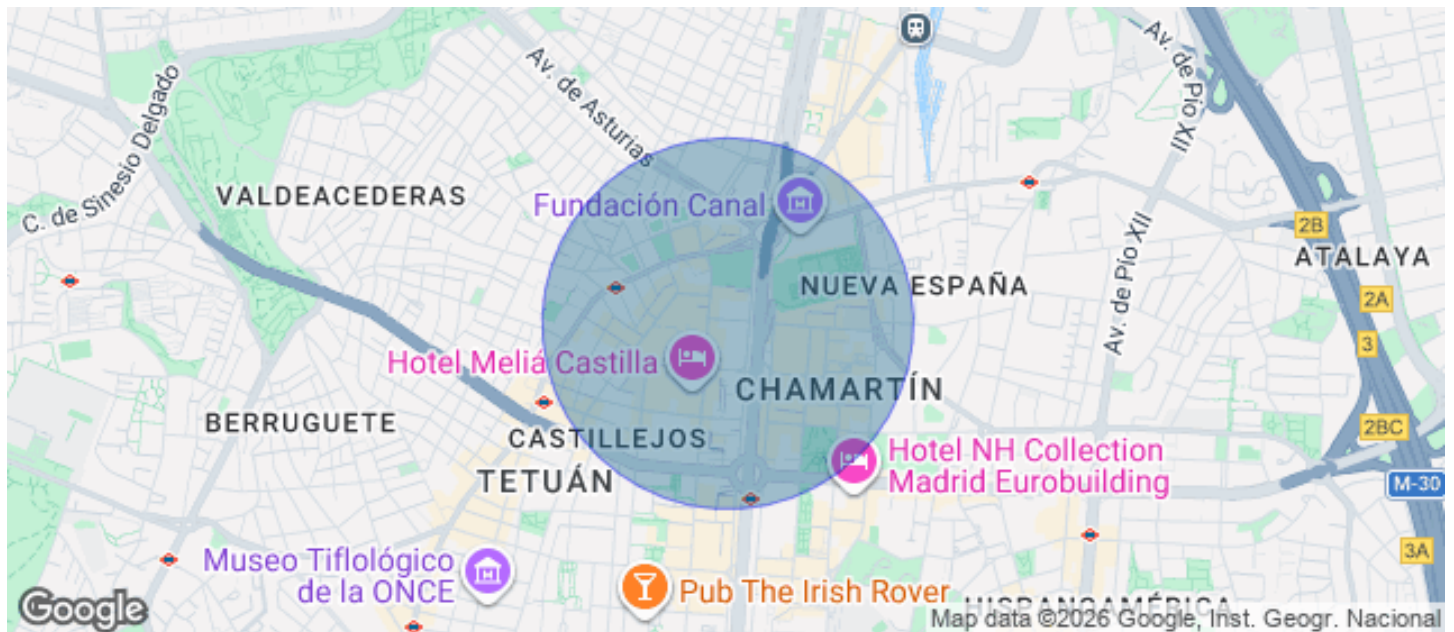 Av. de Asturias
Av. de Pío XII
C. de Sinesio Delgado
VALDEACEDERAS
Fundación Canal
2B
ATALAYA
NUEVA ESPAÑA
Av. de Pío XII
2A
3
Hotel Meliá Castilla
CHAMARTÍN
BERRUGUETE
CASTILLEJOS
2BC
Hotel NH Collection
Madrid Eurobuilding
TETUÁN
M-30
3A
Museo Tiflológico
de la ONCE
Pub The Irish Rover
HISPANOAMÉRICA
Google
Map data ©2026 Google, Inst. Geogr. Nacional